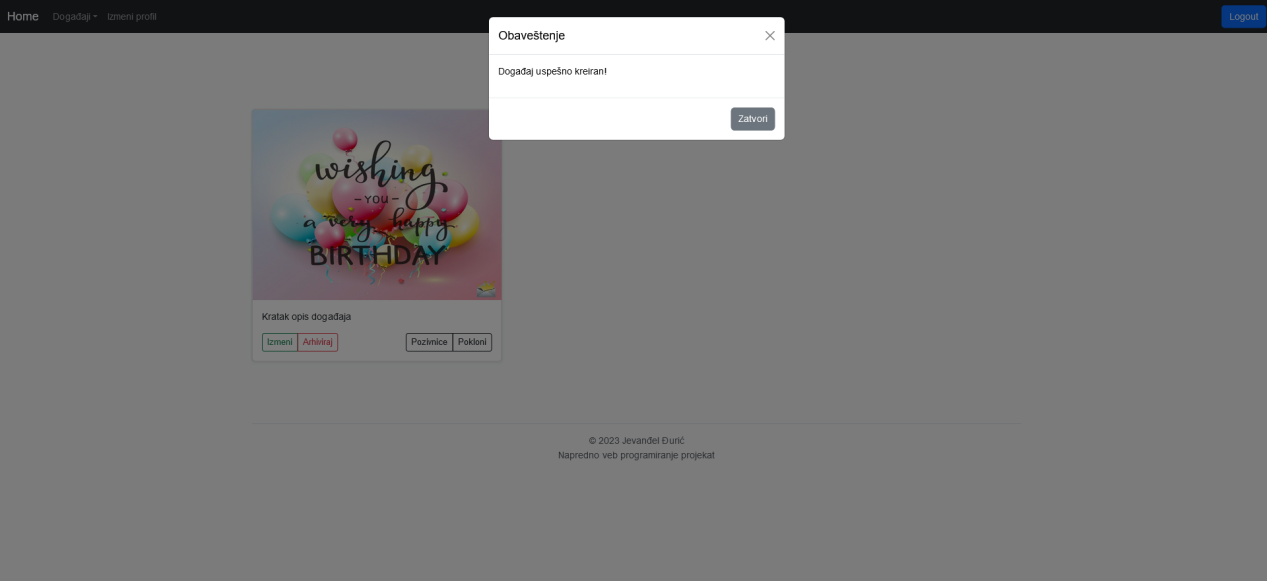 Home Događaji Izmeni profil Logout
Obaveštenje
Događaj uspešno kreiran!
Zatvori
wishing
- YOU -
a very happy
BIRTHDAY
Kratak opis događaja
Izmeni Arhiviraj Pozivnice Pokloni
© 2023 Jevanđel Đurić
Napredno veb programiranje projekat